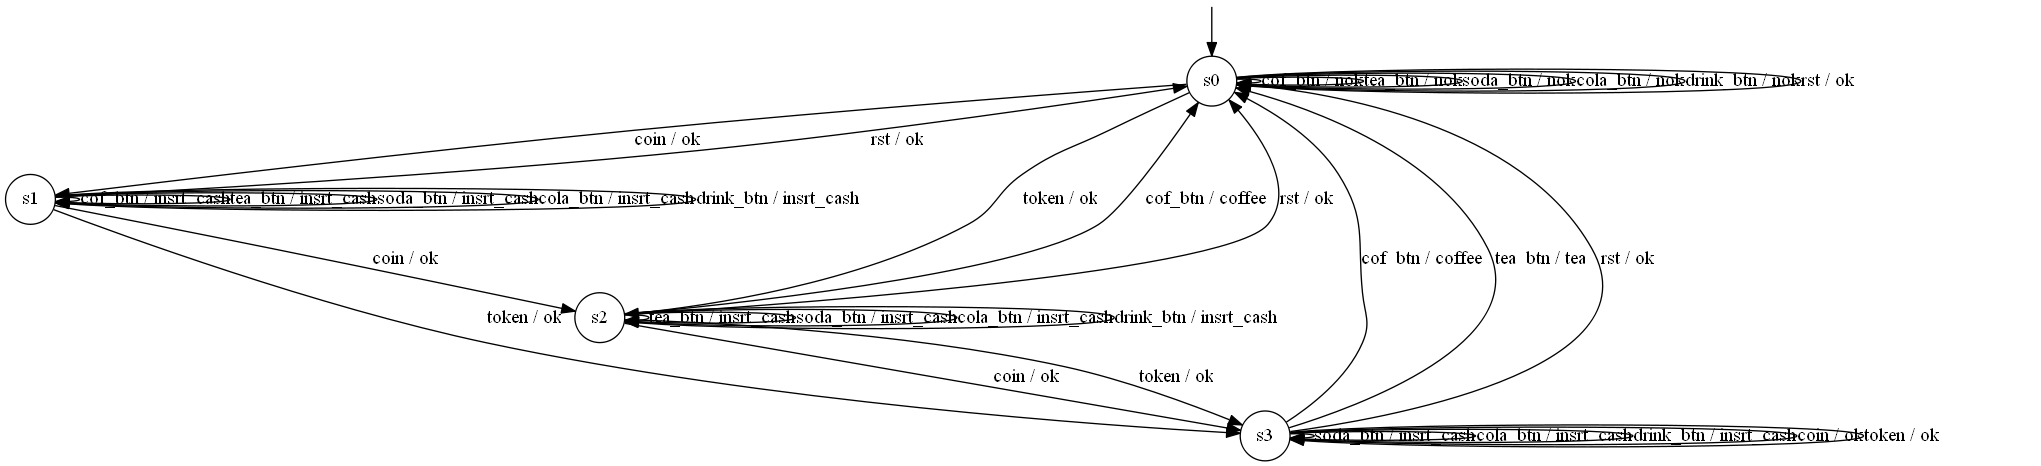 s0
cof_btn / nok
tea_btn / nok
soda_btn / nok
cola_btn / nok
drink_btn / nok
rst / ok
coin / ok
rst / ok
s1
cof_btn / insrt_cash
tea_btn / insrt_cash
soda_btn / insrt_cash
cola_btn / insrt_cash
drink_btn / insrt_cash
token / ok
cof_btn / coffee
rst / ok
coin / ok
cof_btn / coffee
tea_btn / tea
rst / ok
token / ok
s2
tea_btn / insrt_cash
soda_btn / insrt_cash
cola_btn / insrt_cash
drink_btn / insrt_cash
coin / ok
token / ok
s3
soda_btn / insrt_cash
cola_btn / insrt_cash
drink_btn / insrt_cash
coin / ok
token / ok